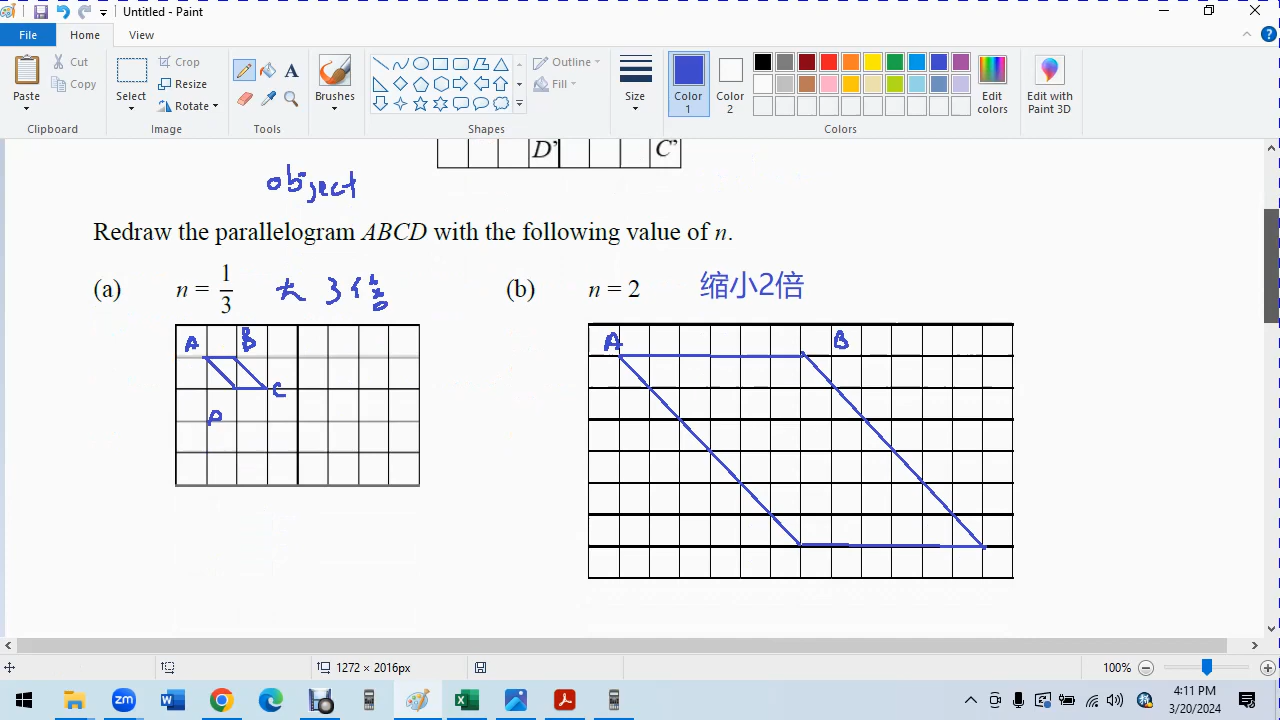 Untitled - Paint
File Home View
Paste Cut Copy Clipboard
Select Crop Resize Rotate Image
Tools
Brushes
Shapes Outline Fill
Size
Color 1 Color 2 Colors
Edit colors
Edit with Paint 3D
D' C'
object
Redraw the parallelogram ABCD with the following value of n.
(a) n = 1/3 大 3
(b) n = 2 缩小2倍
A B
C
D
A B
1272 × 2016px 100%
zm W X
4:11 PM
3/20/2024